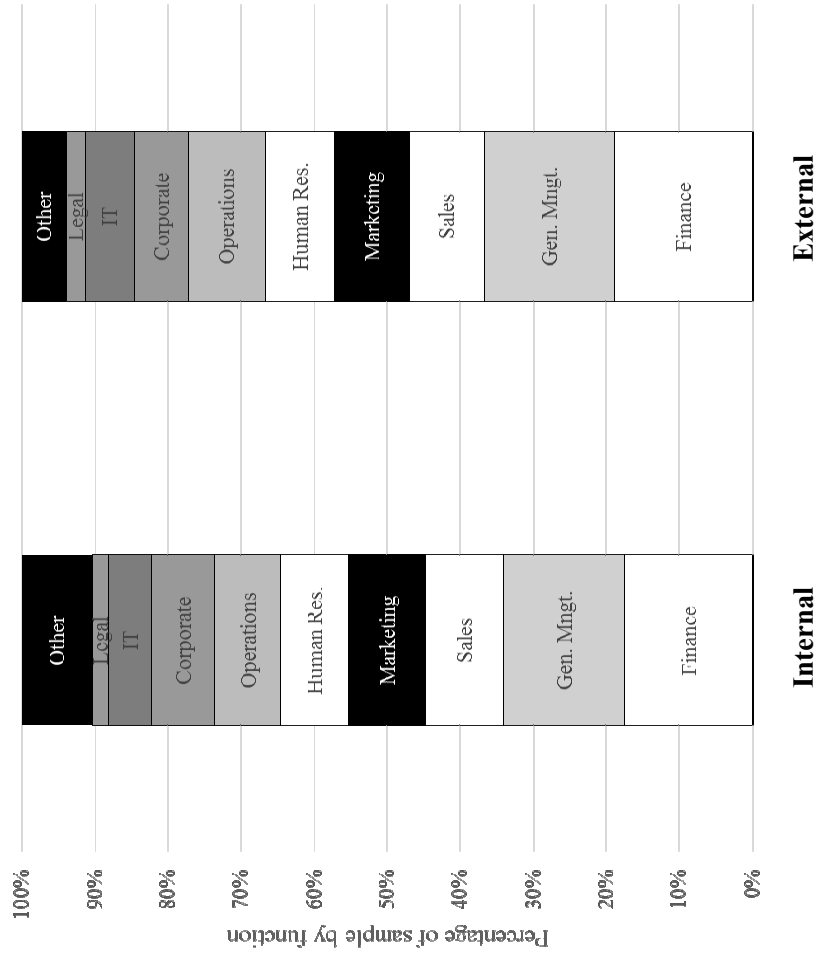 Percentage of sample by function
100%
90%
80%
70%
60%
50%
40%
30%
20%
10%
0%
Other
Legal
IT
Corporate
Operations
Human Res.
Marketing
Sales
Gen. Mngt.
Finance
Internal
Other
Legal
IT
Corporate
Operations
Human Res.
Marketing
Sales
Gen. Mngt.
Finance
External